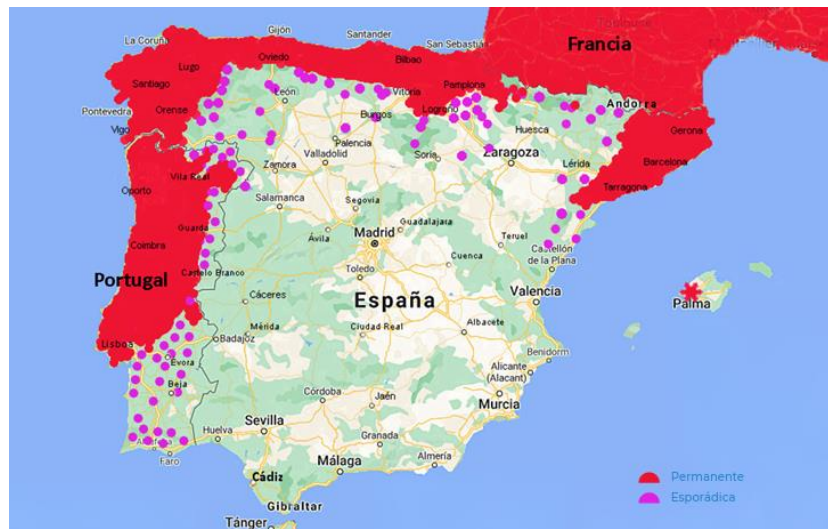 Gijón
La Coruña
Santander
San Sebastiá
Francia
Lugo
Oviedo
Bilbao
Santiago
Vitoria
Pamplona
León
Pontevedra
Orense
Burgos
Logroño
Andorra
Vigo
Huesca
Gerona
Palencia
Soria
Zaragoza
Lérida
Barcelona
Vila Real
Zamora
Valladolid
Tarragona
Oporto
Salamanca
Segovia
Guarda
Ávila
Madrid
Guadalajara
Teruel
Coimbra
Cuenca
Castellón
de la Plana
Castelo Branco
Toledo
Portugal
España
Palma
Cáceres
Valencia
Ciudad Real
Albacete
Lisboa
Mérida
Badajoz
Évora
Benidorm
Alicante
(Alacant)
Beja
Córdoba
Jaén
Murcia
Sevilla
Huelva
Granada
Faro
Almería
Málaga
Cádiz
Permanente
Esporádica
Gibraltar
Tánger